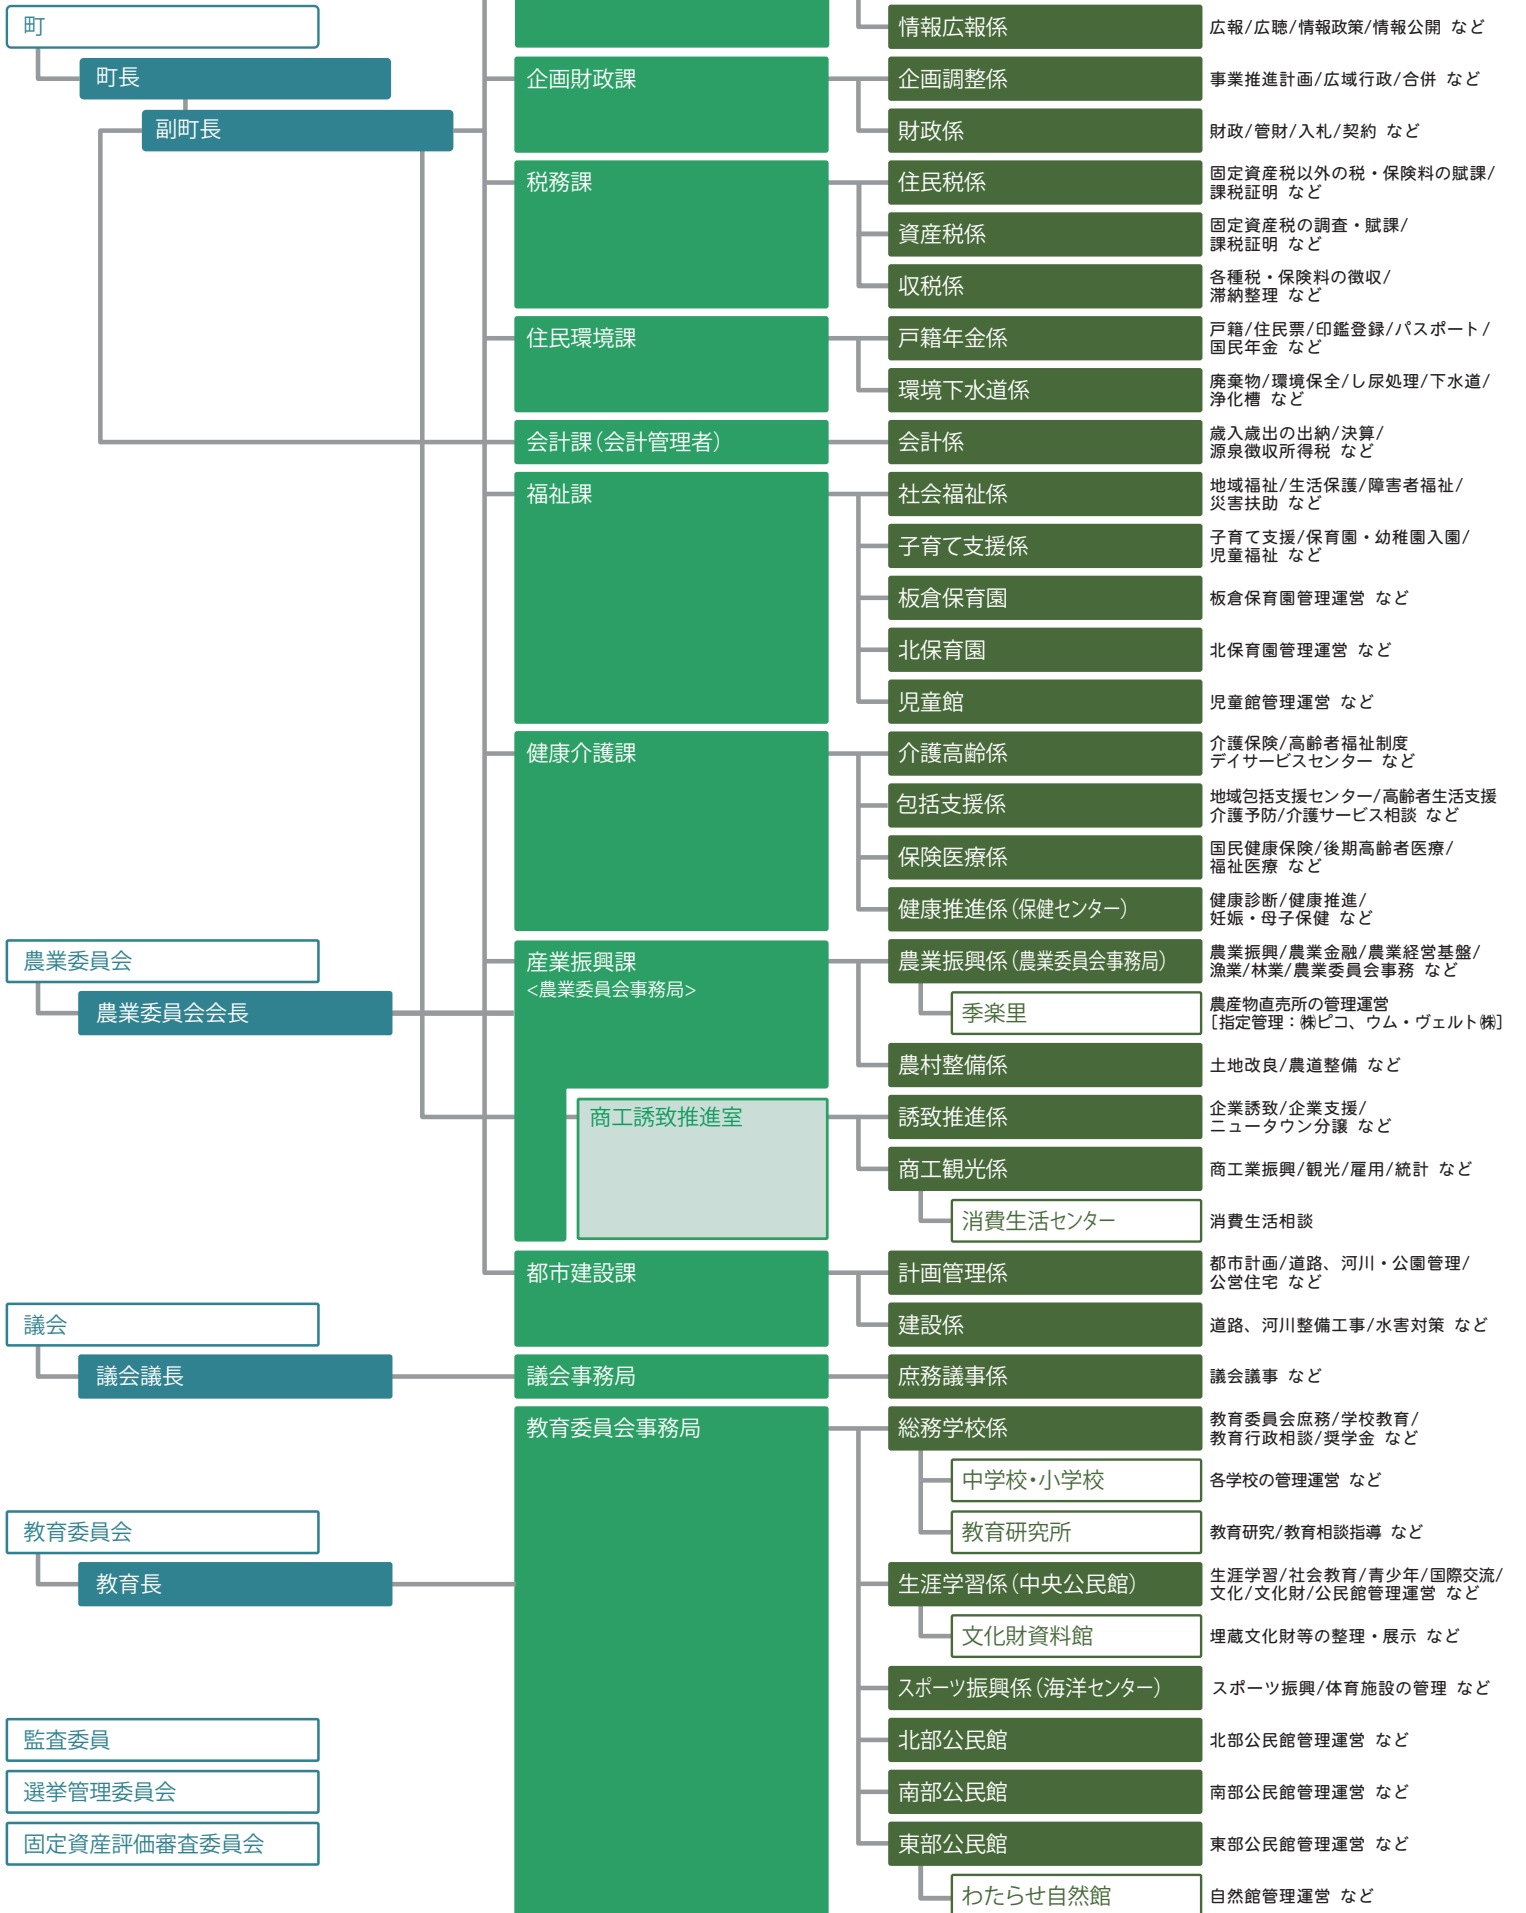 町
町長
副町長
情報広報係
広報/広聴/情報政策/情報公開 など
企画財政課
企画調整係
事業推進計画/広域行政/合併 など
財政係
財政/管財/入札/契約 など
税務課
住民税係
固定資産税以外の税・保険料の賦課/
課税証明 など
資産税係
固定資産税の調査・賦課/
課税証明 など
収税係
各種税・保険料の徴収/
滞納整理 など
住民環境課
戸籍年金係
戸籍/住民票/印鑑登録/パスポート/
国民年金 など
環境下水道係
廃棄物/環境保全/し尿処理/下水道/
浄化槽 など
会計課(会計管理者)
会計係
歳入歳出の出納/決算/
源泉徴収所得税 など
福祉課
社会福祉係
地域福祉/生活保護/障害者福祉/
災害扶助 など
子育て支援係
子育て支援/保育園・幼稚園入園/
児童福祉 など
板倉保育園
板倉保育園管理運営 など
北保育園
北保育園管理運営 など
児童館
児童館管理運営 など
健康介護課
介護高齢係
介護保険/高齢者福祉制度
デイサービスセンター など
包括支援係
地域包括支援センター/高齢者生活支援
介護予防/介護サービス相談 など
保険医療係
国民健康保険/後期高齢者医療/
福祉医療 など
健康推進係(保健センター)
健康診断/健康推進/
妊娠・母子保健 など
農業委員会
農業委員会会長
産業振興課
<農業委員会事務局>
農業振興係(農業委員会事務局)
農業振興/農業金融/農業経営基盤/
漁業/林業/農業委員会事務 など
季楽里
農産物直売所の管理運営
[指定管理：㈱ピコ、ウム・ヴェルト㈱]
農村整備係
土地改良/農道整備 など
商工誘致推進室
誘致推進係
企業誘致/企業支援/
ニュータウン分譲 など
商工観光係
商工業振興/観光/雇用/統計 など
消費生活センター
消費生活相談
都市建設課
計画管理係
都市計画/道路、河川・公園管理/
公営住宅 など
建設係
道路、河川整備工事/水害対策 など
議会
議会議長
議会事務局
庶務議事係
議会議事 など
教育委員会事務局
総務学校係
教育委員会庶務/学校教育/
教育行政相談/奨学金 など
中学校・小学校
各学校の管理運営 など
教育研究所
教育研究/教育相談指導 など
教育委員会
教育長
生涯学習係(中央公民館)
生涯学習/社会教育/青少年/国際交流/
文化/文化財/公民館管理運営 など
文化財資料館
埋蔵文化財等の整理・展示 など
スポーツ振興係(海洋センター)
スポーツ振興/体育施設の管理 など
監査委員
北部公民館
北部公民館管理運営 など
選挙管理委員会
南部公民館
南部公民館管理運営 など
固定資産評価審査委員会
東部公民館
東部公民館管理運営 など
わたらせ自然館
自然館管理運営 など